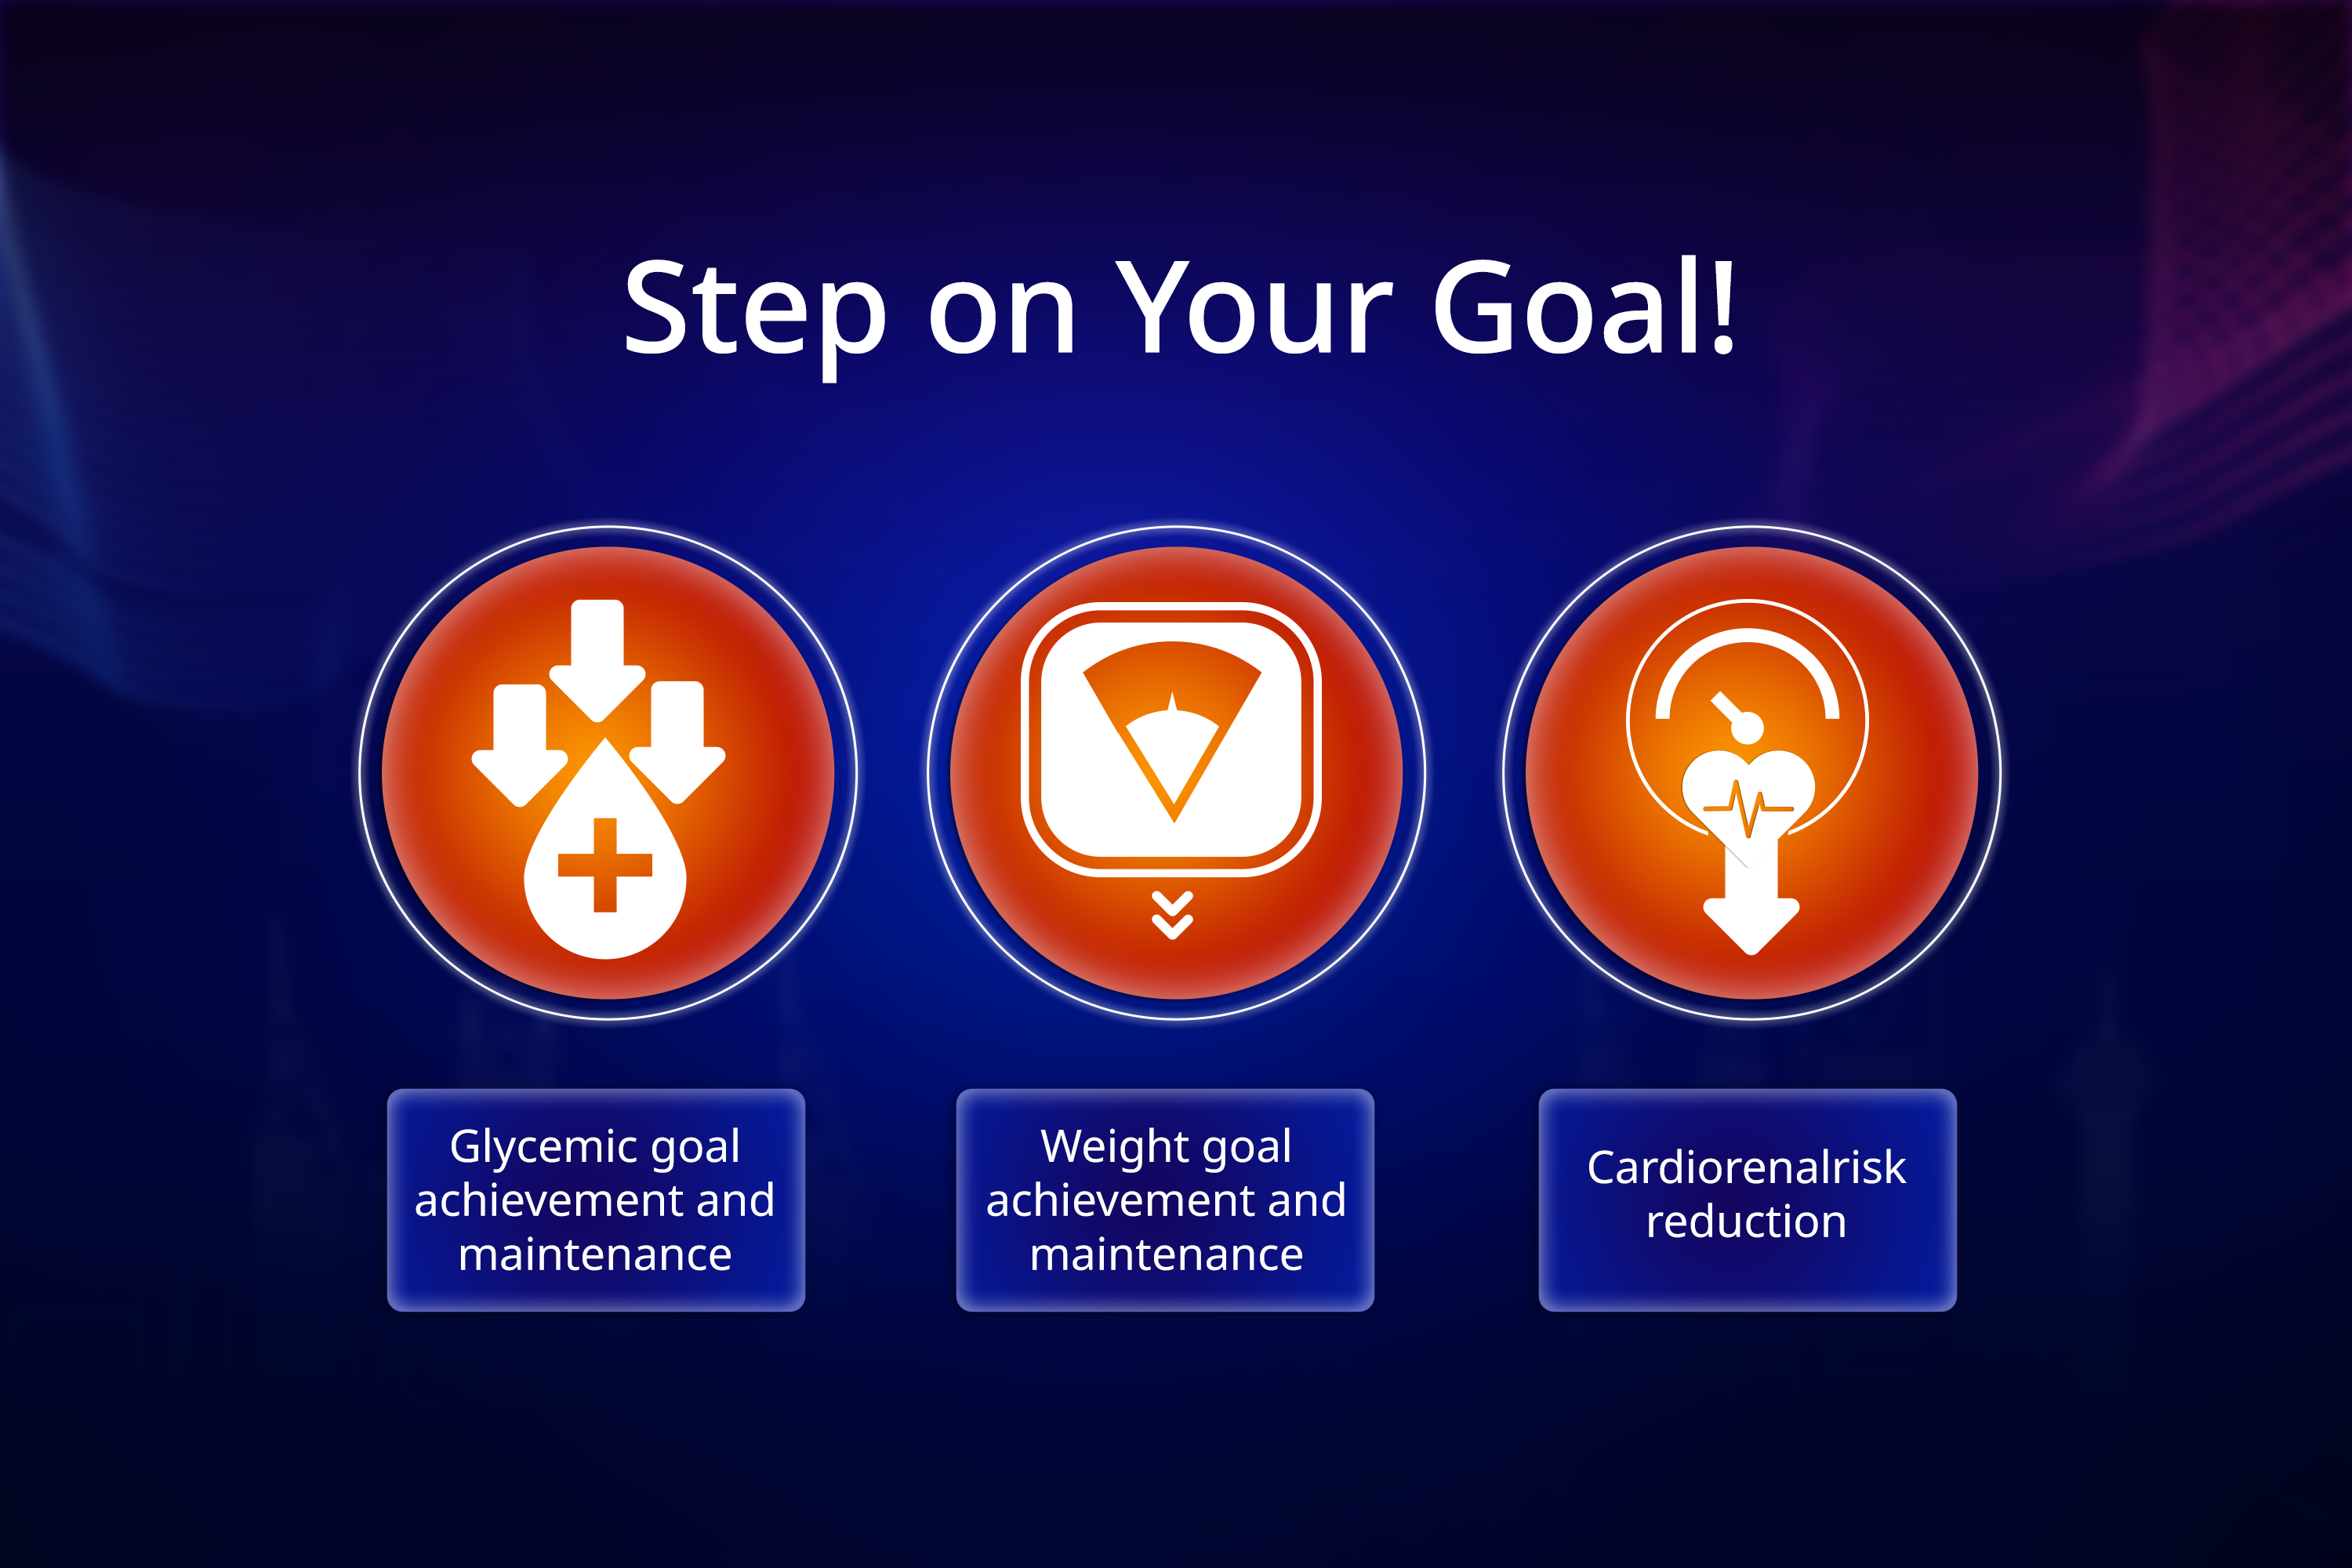 Step on Your Goal!
Glycemic goal
achievement and
maintenance
Weight goal
achievement and
maintenance
Cardiorenalrisk
reduction